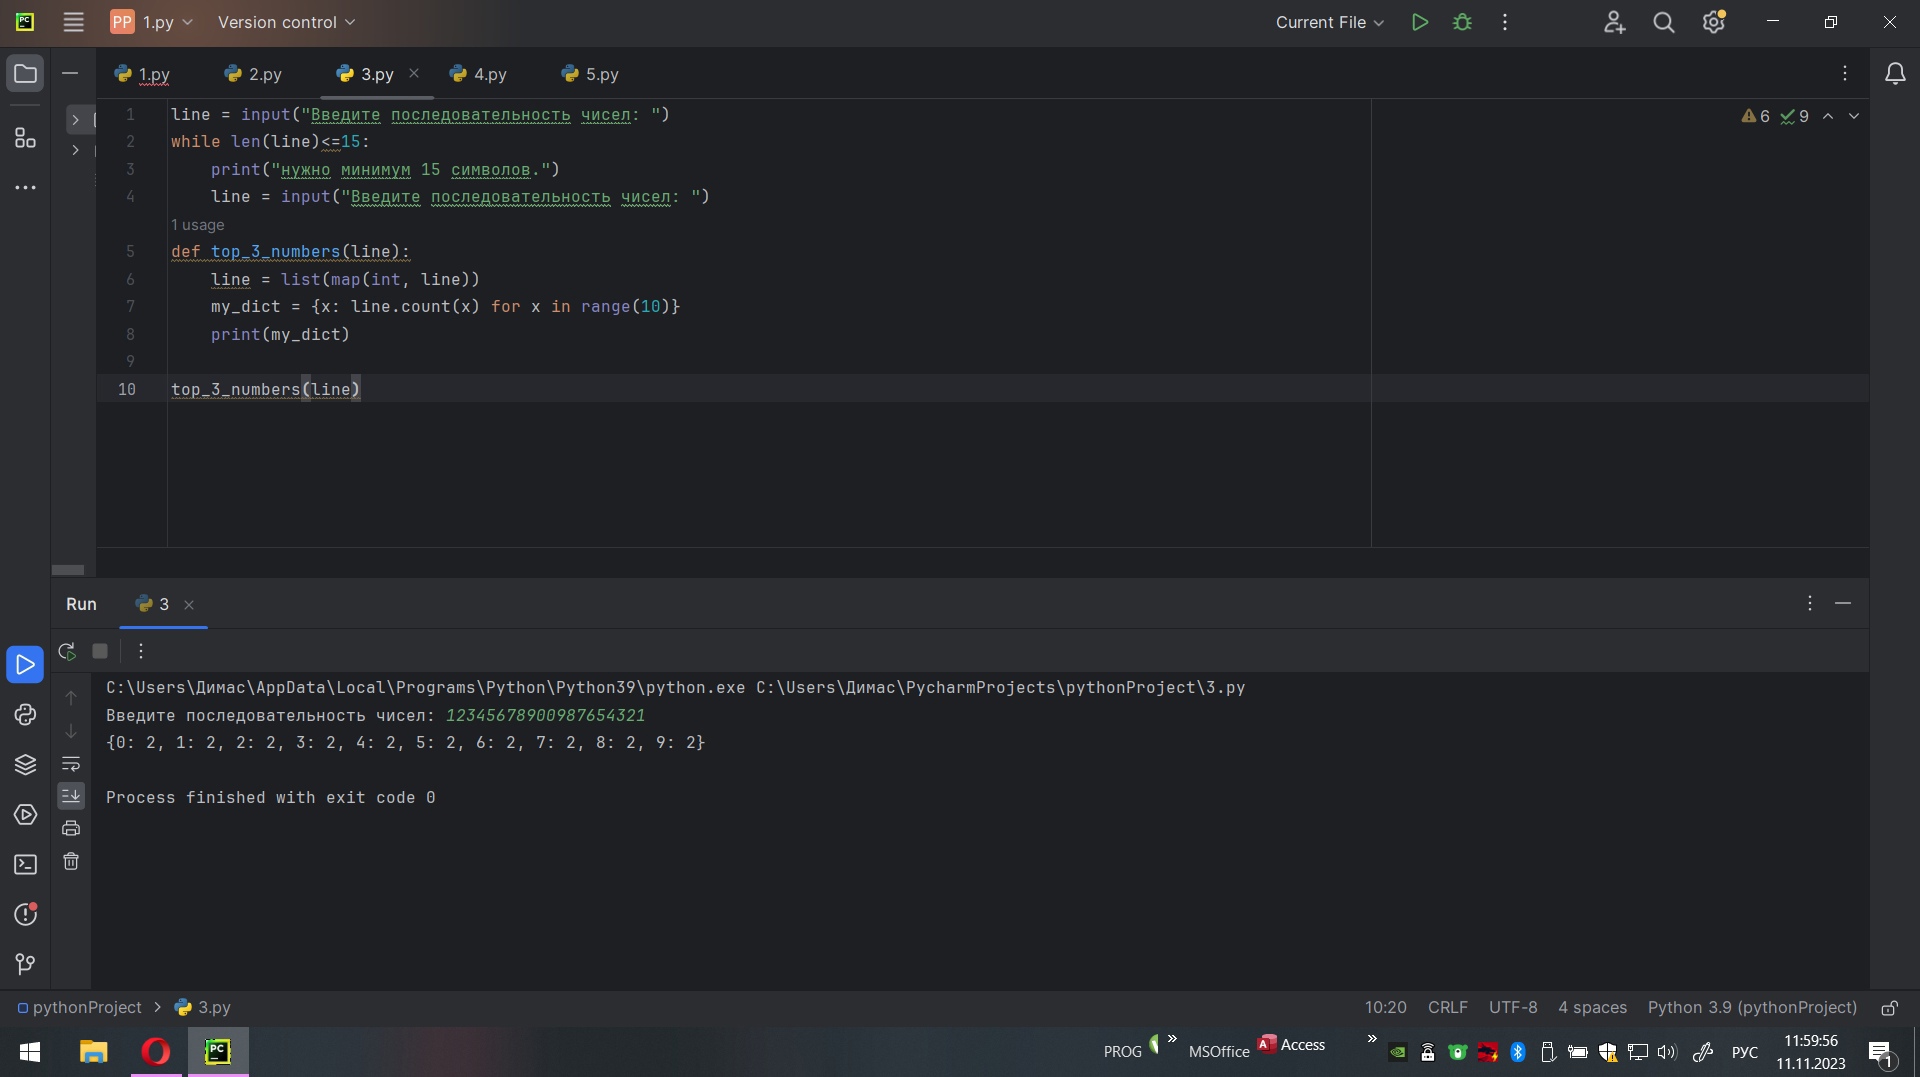 PC PP 1.py Version control Current File
1.py 2.py 3.py 4.py 5.py
1 line = input("Введите последовательность чисел: ") 6 9
2 while len(line)<=15:
3 print("нужно минимум 15 символов.")
4 line = input("Введите последовательность чисел: ")
1 usage
5 def top_3_numbers(line):
6 line = list(map(int, line))
7 my_dict = {x: line.count(x) for x in range(10)}
8 print(my_dict)
9
10 top_3_numbers(line)
Run 3
C:\Users\Димас\AppData\Local\Programs\Python\Python39\python.exe C:\Users\Димас\PycharmProjects\pythonProject\3.py
Введите последовательность чисел: 12345678900987654321
{0: 2, 1: 2, 2: 2, 3: 2, 4: 2, 5: 2, 6: 2, 7: 2, 8: 2, 9: 2}
Process finished with exit code 0
pythonProject > 3.py 10:20 CRLF UTF-8 4 spaces Python 3.9 (pythonProject)
PC PROG » MSOffice A Access » РУС 11:59:56
11.11.2023 1